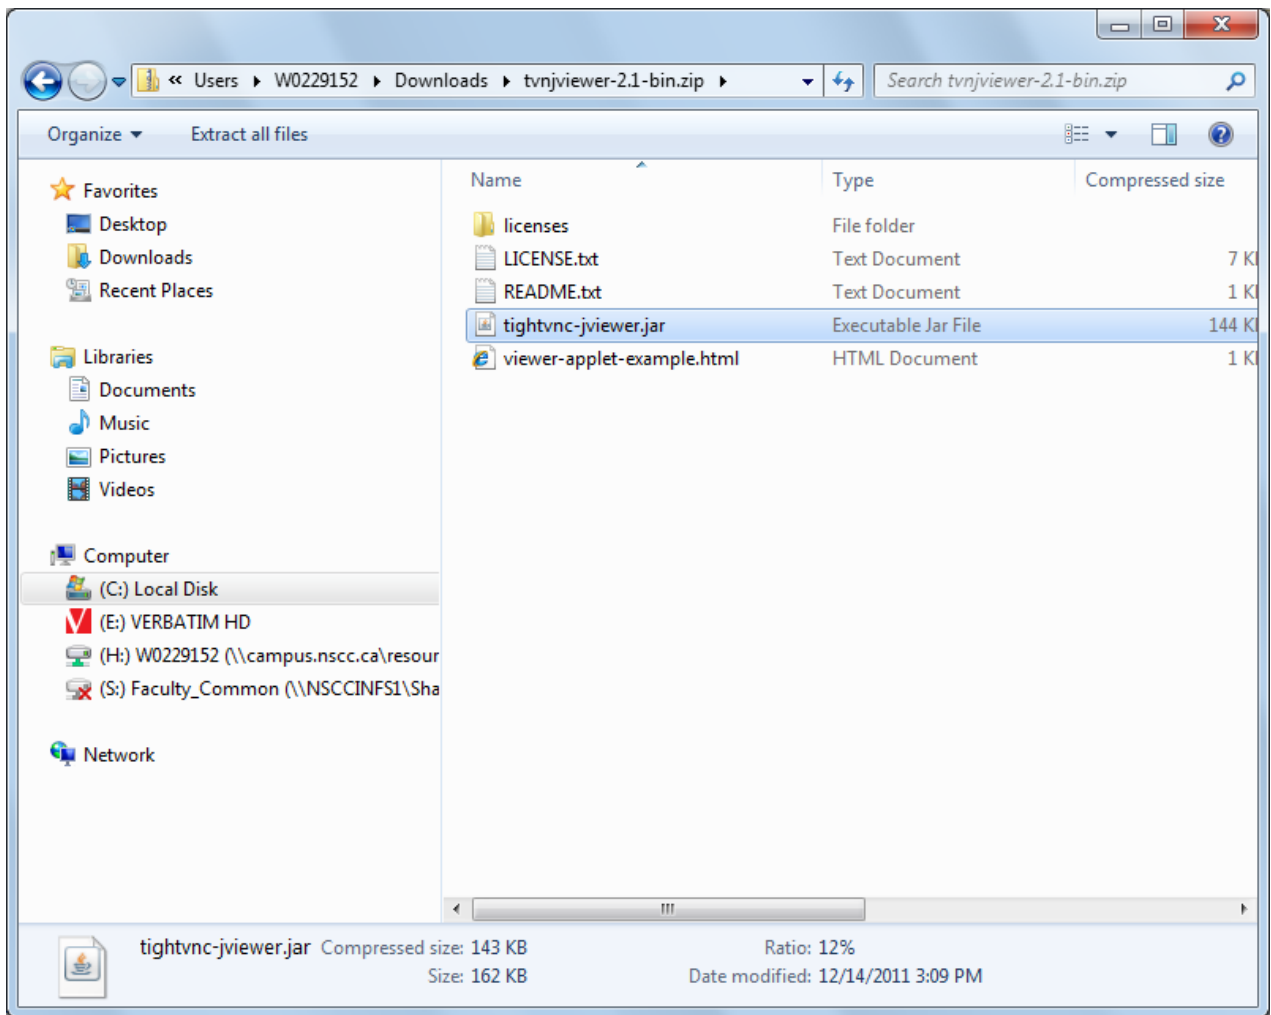 « Users ▸ W0229152 ▸ Downloads ▸ tvnjviewer-2.1-bin.zip ▸
Search tvnjviewer-2.1-bin.zip
Organize Extract all files
Name Type Compressed size
Favorites
Desktop
Downloads
Recent Places
Libraries
Documents
Music
Pictures
Videos
Computer
(C:) Local Disk
(E:) VERBATIM HD
(H:) W0229152 (\\campus.nscc.ca\resour
(S:) Faculty_Common (\\NSCCINFS1\Sha
Network
licenses File folder
LICENSE.txt Text Document 7 K
README.txt Text Document 1 K
tightvnc-jviewer.jar Executable Jar File 144 K
viewer-applet-example.html HTML Document 1 K
tightvnc-jviewer.jar Compressed size: 143 KB Ratio: 12%
Size: 162 KB Date modified: 12/14/2011 3:09 PM